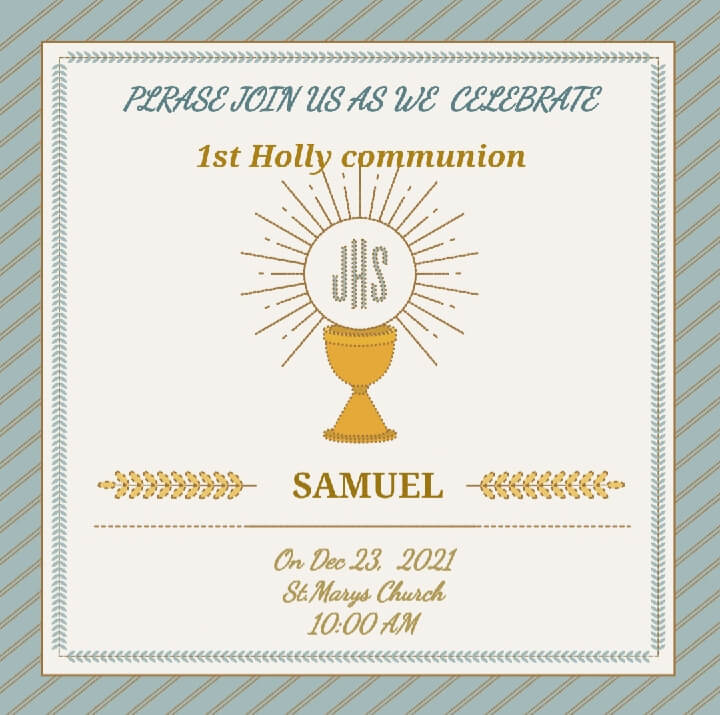 PLRASE JOIN US AS WE CELEBRATE
1st Holly communion
JHS
SAMUEL
On Dec 23, 2021
St.Marys Church
10:00 AM